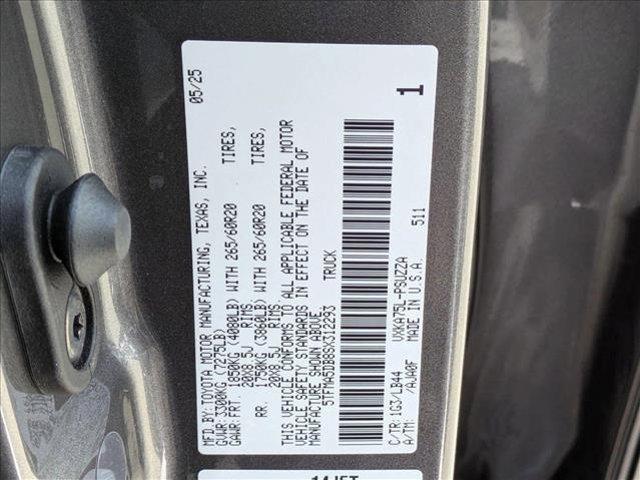 MFD BY: TOYOTA MOTOR MANUFACTURING, TEXAS, INC. 05/25
GVWR: 3300KG (7275LB)
GAWR: FRT. 1850KG (4080LB) WITH 265/60R20 TIRES,
20X8.5J RIMS,
RR. 1750KG (3860LB) WITH 265/60R20 TIRES,
20X8.5J RIMS,
THIS VEHICLE CONFORMS TO ALL APPLICABLE FEDERAL MOTOR
VEHICLE SAFETY STANDARDS IN EFFECT ON THE DATE OF
MANUFACTURE SHOWN ABOVE.
5TFMA5DB8SX312293 TRUCK
1
511
C/TR:1G3/LB44 VXKA75L-PSUZZA
A/TM: /AJA0F MADE IN U.S.A.